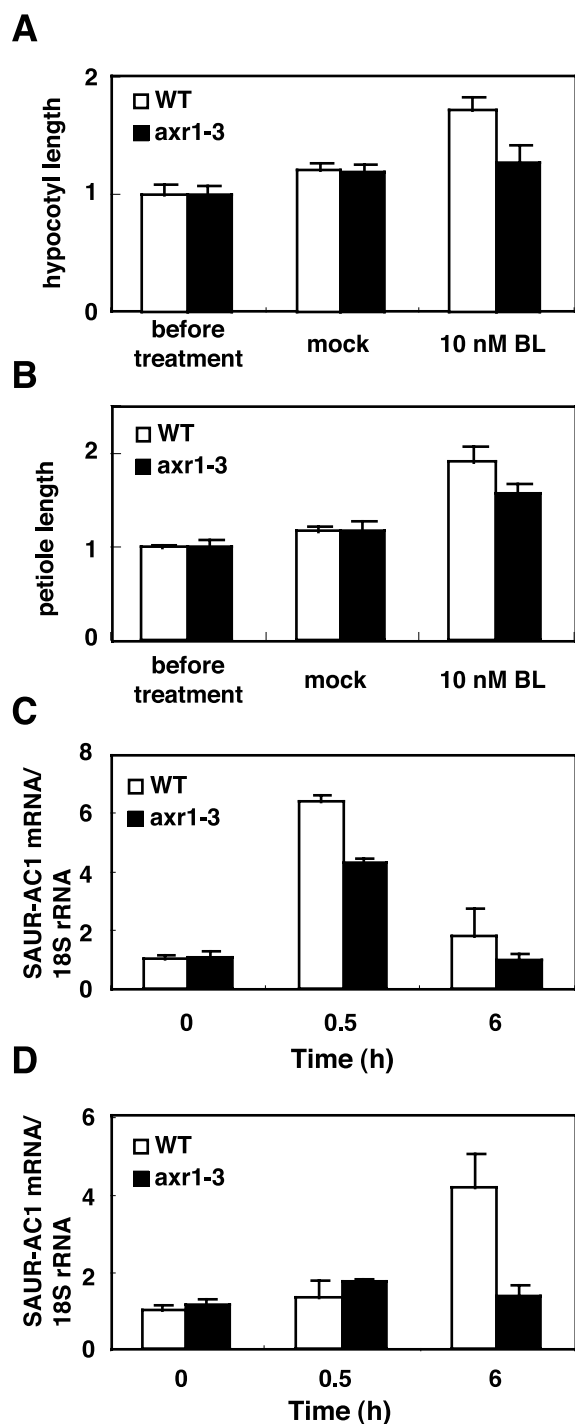 A
hypocotyl length
2
1
0
WT
axr1-3
before treatment
mock
10 nM BL
B
petiole length
2
1
0
WT
axr1-3
before treatment
mock
10 nM BL
C
SAUR-AC1 mRNA/
18S rRNA
8
6
4
2
0
WT
axr1-3
0
0.5
6
Time (h)
D
SAUR-AC1 mRNA/
18S rRNA
6
4
2
0
WT
axr1-3
0
0.5
6
Time (h)